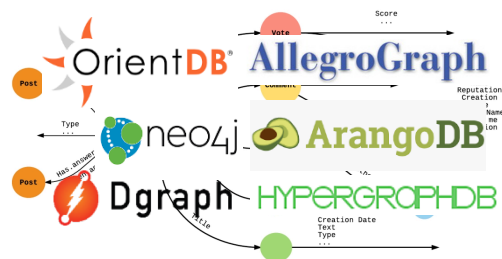 Score
...
Vote
OrientDB®
AllegroGraph
Post
Comment
Reputation
Creation
Name
Type
...
neo4j
ArangoDB
Has.answer
Post
Dgraph
HYPERGRAPHDB
Title
Creation Date
Text
Type
...